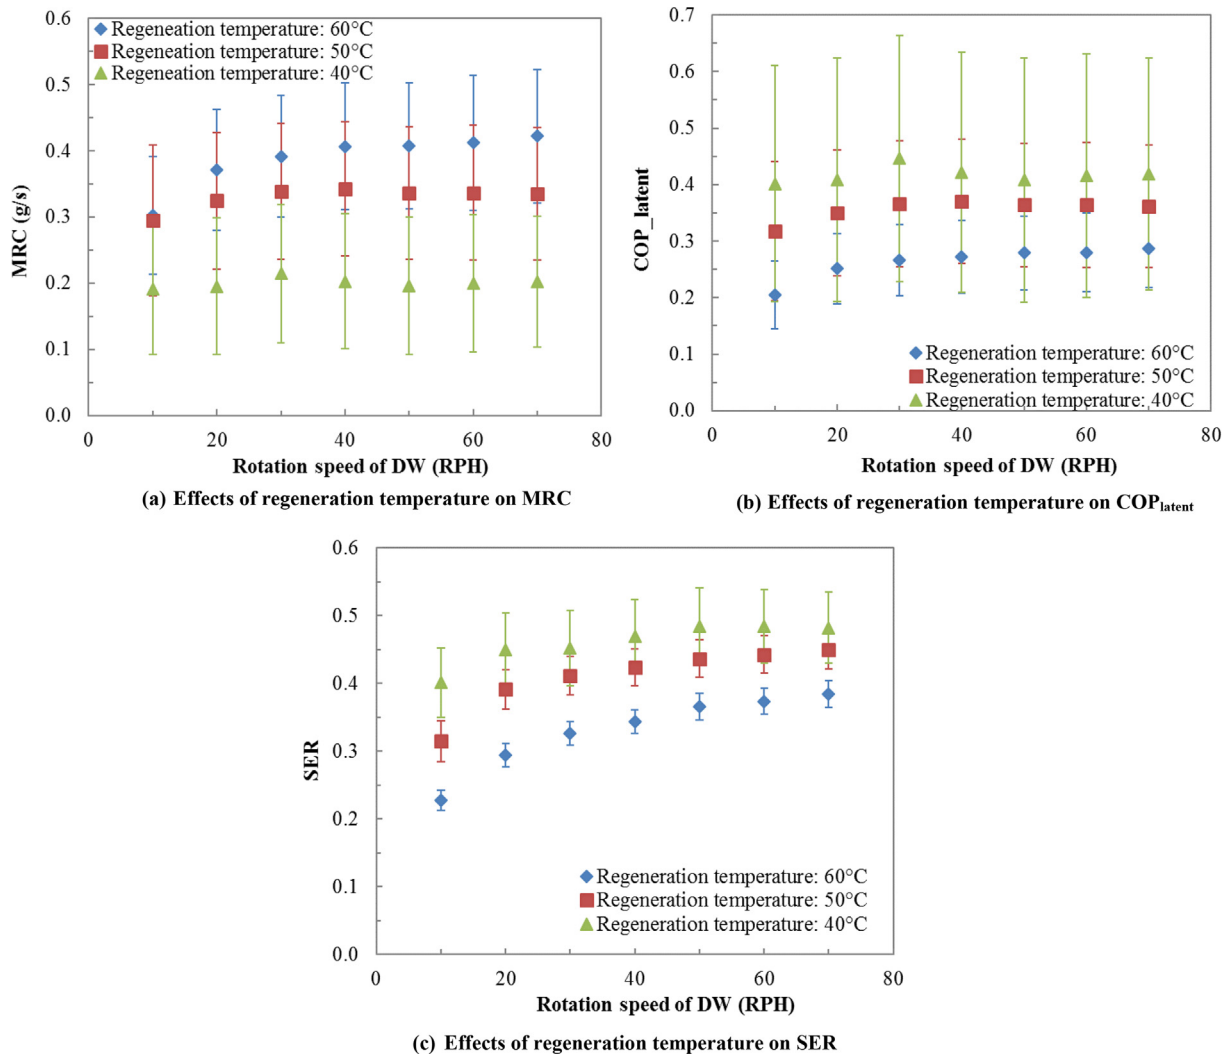 0.6
0.5
0.4
0.3
0.2
0.1
0.0
MRC (g/s)
Regeneation temperature: 60°C
Regeneation temperature: 50°C
Regeneation temperature: 40°C
0 20 40 60 80
Rotation speed of DW (RPH)
(a) Effects of regeneration temperature on MRC
0.7
0.6
0.5
0.4
0.3
0.2
0.1
0.0
COP_latent
Regeneration temperature: 60°C
Regeneration temperature: 50°C
Regeneration temperature: 40°C
0 20 40 60 80
Rotation speed of DW (RPH)
(b) Effects of regeneration temperature on COPlatent
0.6
0.5
0.4
0.3
0.2
0.1
0.0
SER
Regeneration temperature: 60°C
Regeneration temperature: 50°C
Regeneration temperature: 40°C
0 20 40 60 80
Rotation speed of DW (RPH)
(c) Effects of regeneration temperature on SER